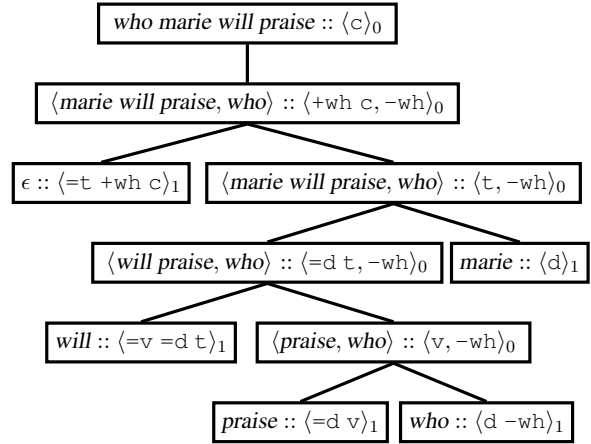 who marie will praise :: ⟨c⟩₀
⟨marie will praise, who⟩ :: ⟨+wh c, -wh⟩₀
ϵ :: ⟨=t +wh c⟩₁ ⟨marie will praise, who⟩ :: ⟨t, -wh⟩₀
⟨will praise, who⟩ :: ⟨=d t, -wh⟩₀ marie :: ⟨d⟩₁
will :: ⟨=v =d t⟩₁ ⟨praise, who⟩ :: ⟨v, -wh⟩₀
praise :: ⟨=d v⟩₁ who :: ⟨d -wh⟩₁